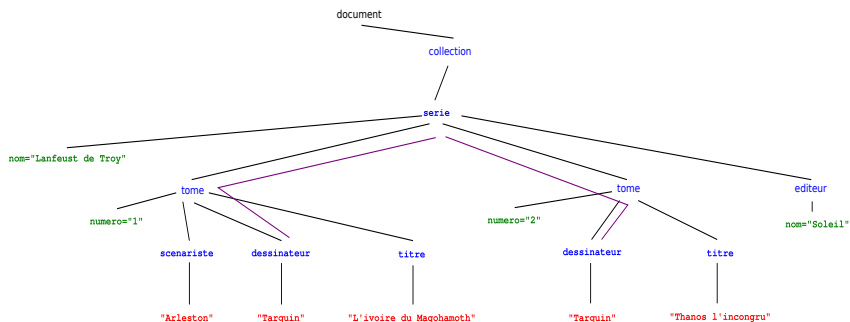 document
collection
serie
nom="Lanfeust de Troy"
tome
tome
editeur
numero="1"
numero="2"
nom="Soleil"
scenariste
dessinateur
titre
dessinateur
titre
"Arleston"
"Tarquin"
"L'ivoire du Magohamoth"
"Tarquin"
"Thanos l'incongru"